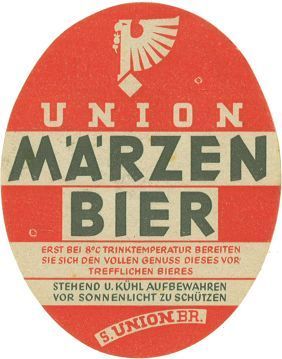 UNION
MÄRZEN
BIER
ERST BEI 8°C TRINKTEMPERATUR BEREITEN
SIE SICH DEN VOLLEN GENUSS DIESES VOR
TREFFLICHEN BIERES
STEHEND U. KÜHL AUFBEWAHREN
VOR SONNENLICHT ZU SCHÜTZEN
S. UNION BR.